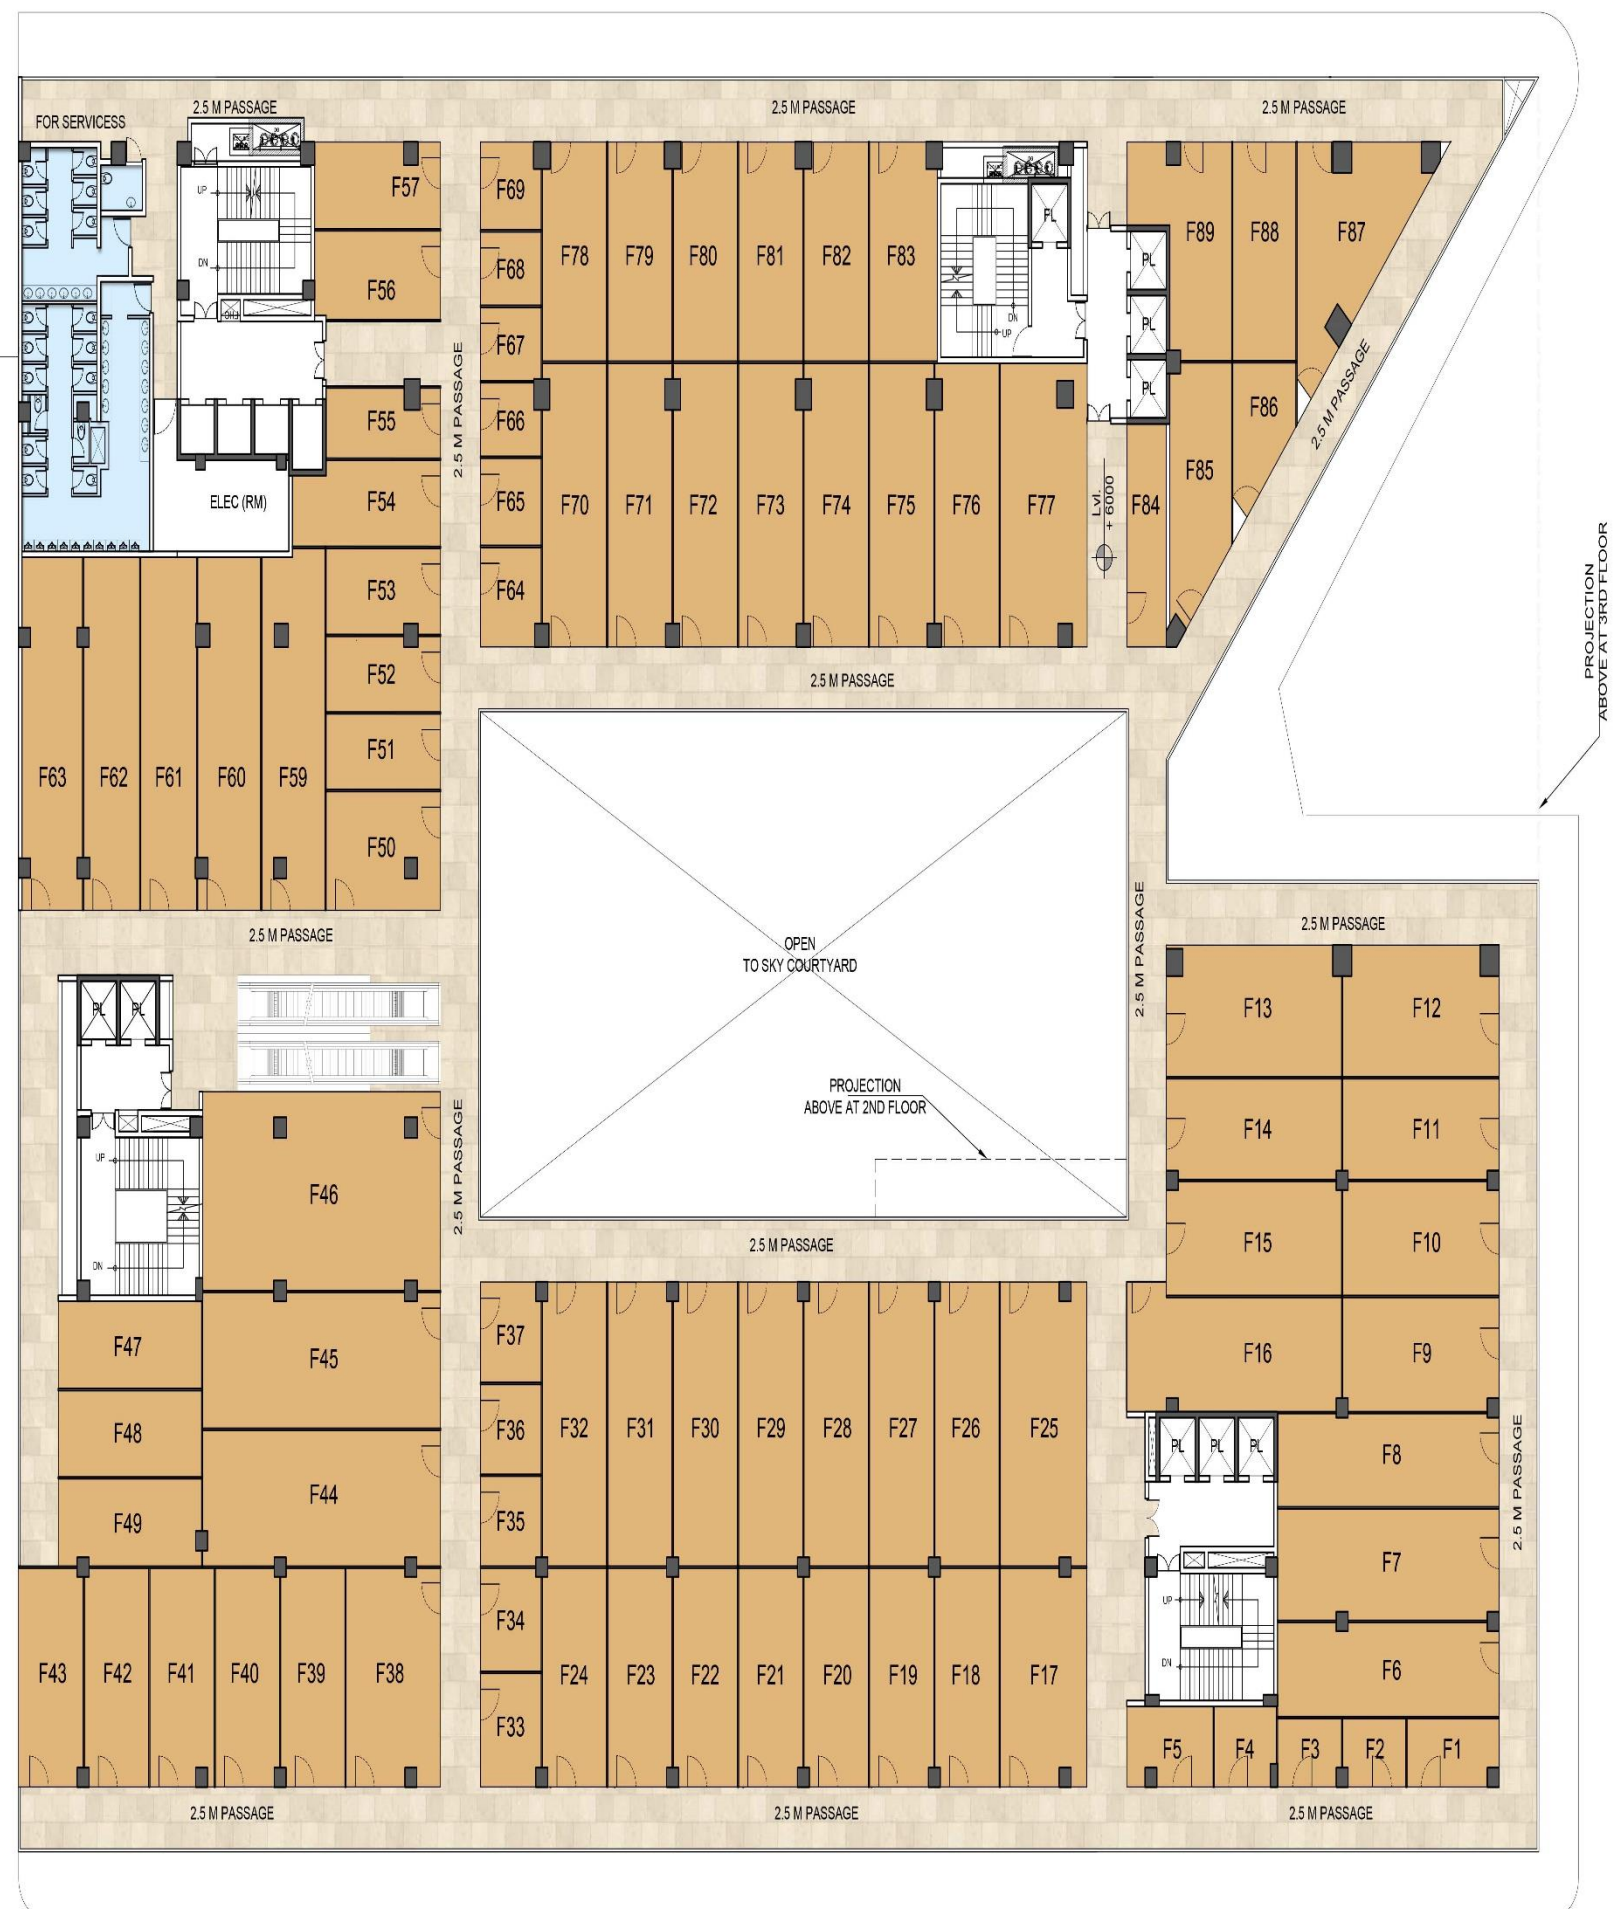 2.5 M PASSAGE
2.5 M PASSAGE
2.5 M PASSAGE
FOR SERVICESS
F57
F69
UP
PL
F89
F88
F87
F56
F68
F78
F79
F80
F81
F82
F83
DN
PL
FHC
F67
DN
UP
PL
2.5 M PASSAGE
PL
F55
F66
F86
2.5 M PASSAGE
F85
ELEC (RM)
F54
F65
F70
F71
F72
F73
F74
F75
F76
F77
Lvl.
+ 6000
F84
F53
F64
PROJECTION
ABOVE AT 3RD FLOOR
F52
2.5 M PASSAGE
F51
F63
F62
F61
F60
F59
F50
2.5 M PASSAGE
2.5 M PASSAGE
2.5 M PASSAGE
OPEN
TO SKY COURTYARD
PL
PL
F13
F12
PROJECTION
ABOVE AT 2ND FLOOR
F14
F11
2.5 M PASSAGE
UP
F46
DN
2.5 M PASSAGE
F15
F10
F47
F45
F37
F16
F9
F48
F36
F32
F31
F30
F29
F28
F27
F26
F25
PL
PL
PL
F8
2.5 M PASSAGE
F49
F44
F35
F7
F34
UP
DN
F43
F42
F41
F40
F39
F38
F24
F23
F22
F21
F20
F19
F18
F17
F6
F33
F5
F4
F3
F2
F1
2.5 M PASSAGE
2.5 M PASSAGE
2.5 M PASSAGE